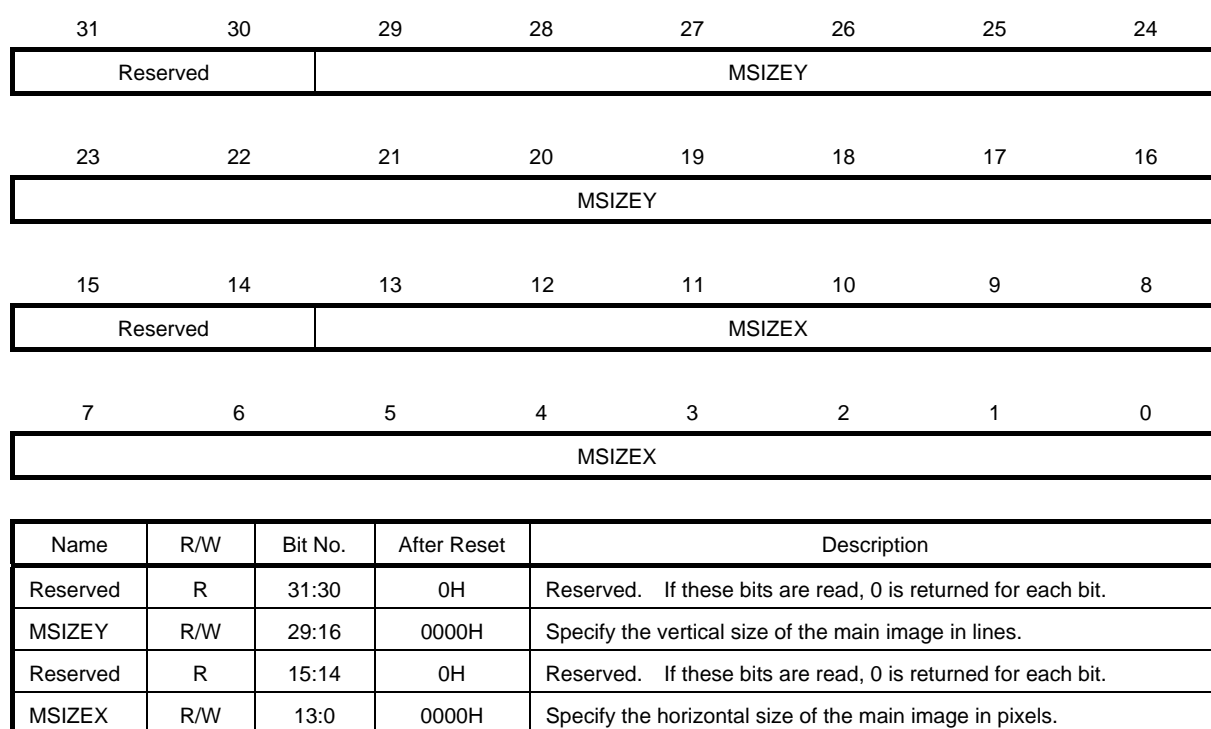 31 30 29 28 27 26 25 24
Reserved MSIZEY
23 22 21 20 19 18 17 16
MSIZEY
15 14 13 12 11 10 9 8
Reserved MSIZEX
7 6 5 4 3 2 1 0
MSIZEX
Name R/W Bit No. After Reset Description
Reserved R 31:30 0H Reserved. If these bits are read, 0 is returned for each bit.
MSIZEY R/W 29:16 0000H Specify the vertical size of the main image in lines.
Reserved R 15:14 0H Reserved. If these bits are read, 0 is returned for each bit.
MSIZEX R/W 13:0 0000H Specify the horizontal size of the main image in pixels.